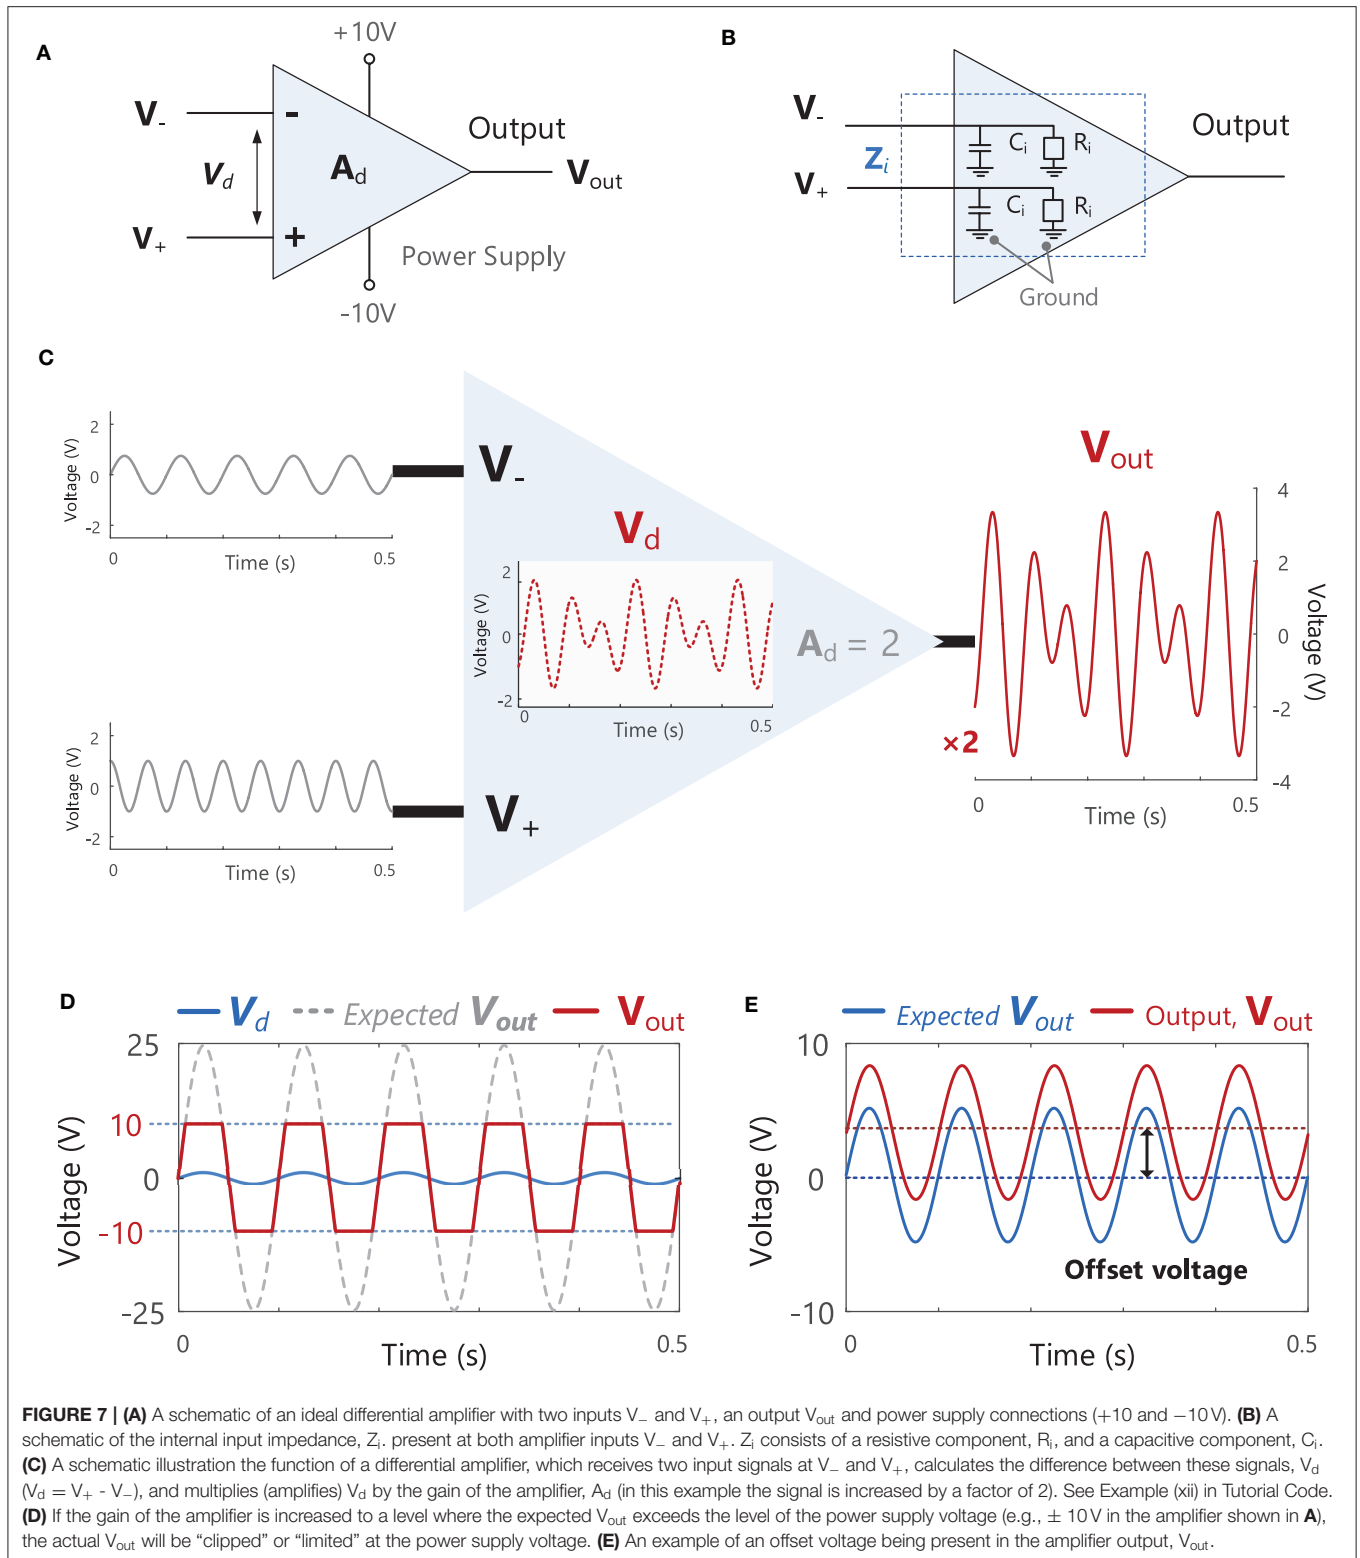 A
+10V
V-
-
Vd
Ad
Output
Vout
V+
+
Power Supply
-10V
B
V-
Zi
Ci
Ri
V+
Ci
Ri
Output
Ground
C
Voltage (V)
2
0
-2
0
Time (s)
0.5
V-
Vd
Voltage (V)
2
0
-2
0
Time (s)
0.5
Ad = 2
Voltage (V)
2
0
-2
0
Time (s)
0.5
V+
Vout
4
2
0
-2
-4
Voltage (V)
×2
0
Time (s)
0.5
D
Vd
Expected Vout
Vout
Voltage (V)
25
10
0
-10
-25
0
Time (s)
0.5
E
Expected Vout
Output, Vout
Voltage (V)
10
0
-10
Offset voltage
0
Time (s)
0.5
FIGURE 7 | (A) A schematic of an ideal differential amplifier with two inputs V− and V+, an output Vout and power supply connections (+10 and −10 V). (B) A
schematic of the internal input impedance, Zi. present at both amplifier inputs V− and V+. Zi consists of a resistive component, Ri, and a capacitive component, Ci.
(C) A schematic illustration the function of a differential amplifier, which receives two input signals at V− and V+, calculates the difference between these signals, Vd
(Vd = V+ - V−), and multiplies (amplifies) Vd by the gain of the amplifier, Ad (in this example the signal is increased by a factor of 2). See Example (xii) in Tutorial Code.
(D) If the gain of the amplifier is increased to a level where the expected Vout exceeds the level of the power supply voltage (e.g., ± 10 V in the amplifier shown in A),
the actual Vout will be “clipped” or “limited” at the power supply voltage. (E) An example of an offset voltage being present in the amplifier output, Vout.